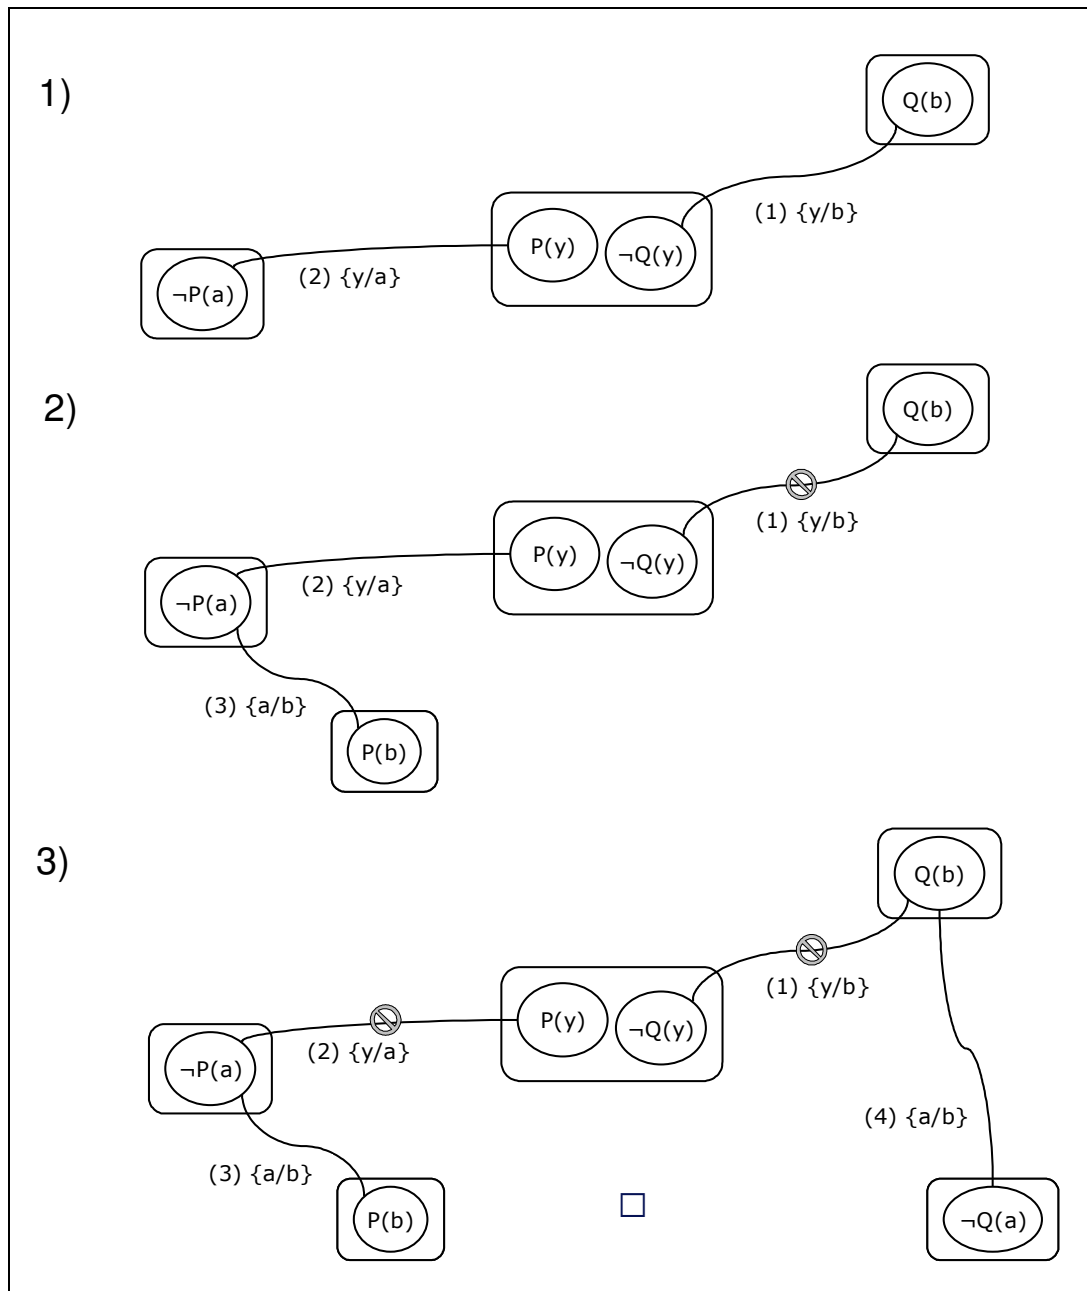 1)
Q(b)
(1) {y/b}
P(y)
¬Q(y)
(2) {y/a}
¬P(a)
2)
Q(b)
(1) {y/b}
P(y)
¬Q(y)
(2) {y/a}
¬P(a)
(3) {a/b}
P(b)
3)
Q(b)
(1) {y/b}
P(y)
¬Q(y)
(2) {y/a}
¬P(a)
(4) {a/b}
(3) {a/b}
P(b)
¬Q(a)